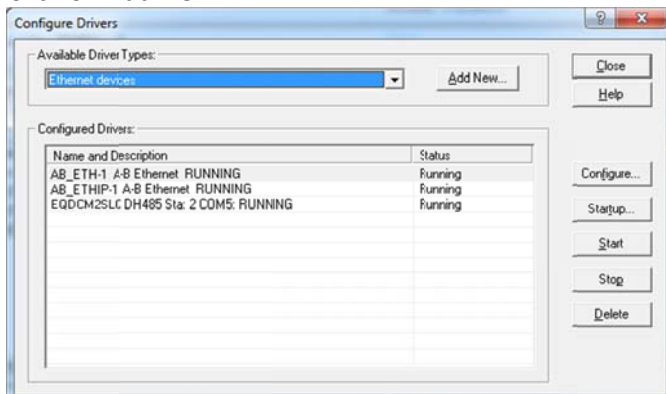 Configure Drivers
Available Driver Types:
Ethernet devices
Add New...
Close
Help
Configured Drivers:
Name and Description Status
AB_ETH-1 A-B Ethernet RUNNING Running
AB_ETHIP-1 A-B Ethernet RUNNING Running
EQDCM2SLC DH485 Sta: 2 COM5: RUNNING Running
Configure...
Startup...
Start
Stop
Delete